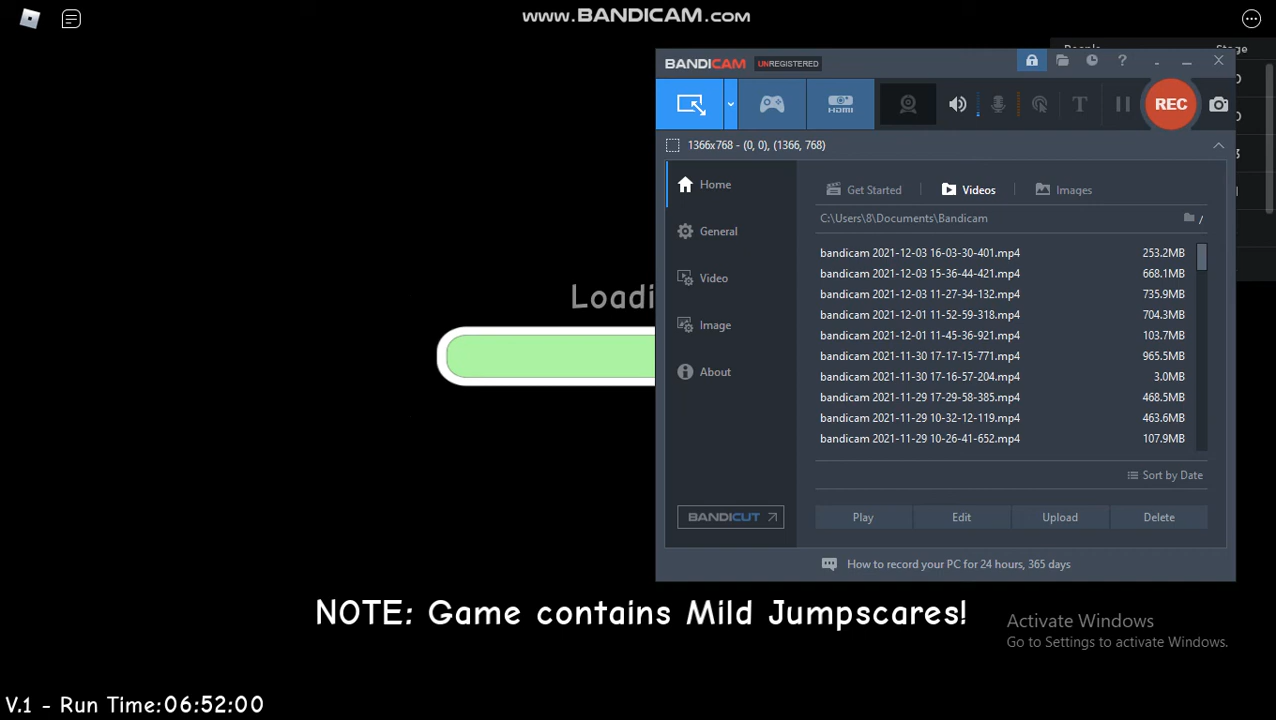 www.BANDICAM.com
Stage
BANDICAM UNREGISTERED
HDMI
T
REC
1366x768 - (0, 0), (1366, 768)
Home
General
Video
Image
About
BANDICUT
Get Started
Videos
Images
C:\Users\8\Documents\Bandicam
/
bandicam 2021-12-03 16-03-30-401.mp4 253.2MB
bandicam 2021-12-03 15-36-44-421.mp4 668.1MB
bandicam 2021-12-03 11-27-34-132.mp4 735.9MB
bandicam 2021-12-01 11-52-59-318.mp4 704.3MB
bandicam 2021-12-01 11-45-36-921.mp4 103.7MB
bandicam 2021-11-30 17-17-15-771.mp4 965.5MB
bandicam 2021-11-30 17-16-57-204.mp4 3.0MB
bandicam 2021-11-29 17-29-58-385.mp4 468.5MB
bandicam 2021-11-29 10-32-12-119.mp4 463.6MB
bandicam 2021-11-29 10-26-41-652.mp4 107.9MB
Sort by Date
Play Edit Upload Delete
How to record your PC for 24 hours, 365 days
Loadi
NOTE: Game contains Mild Jumpscares!
Activate Windows
Go to Settings to activate Windows.
V.1 - Run Time:06:52:00